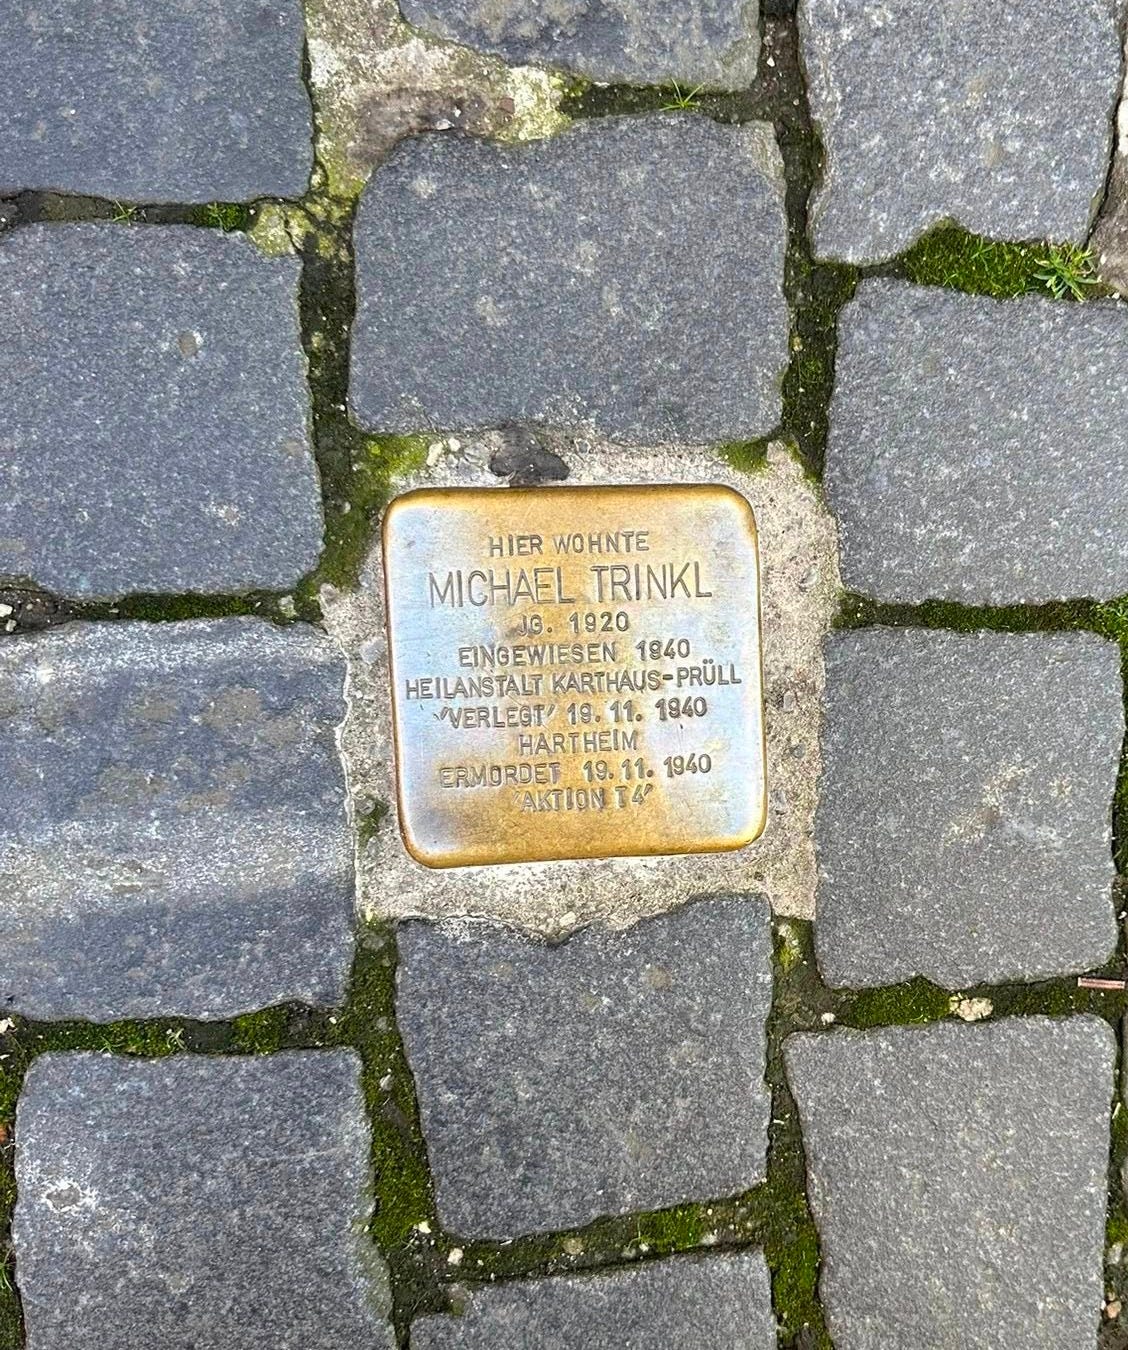 HIER WOHNTE
MICHAEL TRINKL
JG. 1920
EINGEWIESEN 1940
HEILANSTALT KARTHAUS-PRÜLL
"VERLEGT" 19.11.1940
HARTHEIM
ERMORDET 19.11.1940
"AKTION T4"